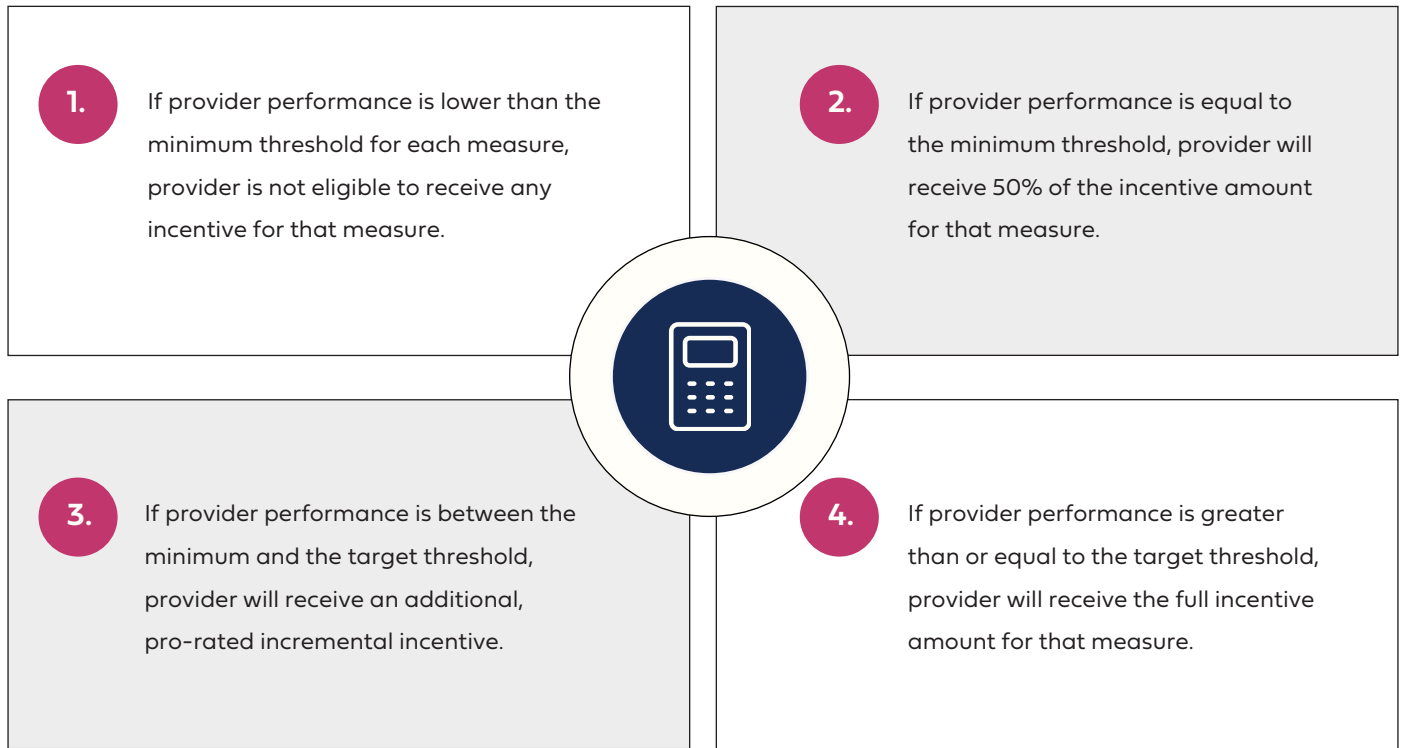 1.
If provider performance is lower than the
minimum threshold for each measure,
provider is not eligible to receive any
incentive for that measure.
2.
If provider performance is equal to
the minimum threshold, provider will
receive 50% of the incentive amount
for that measure.
3.
If provider performance is between the
minimum and the target threshold,
provider will receive an additional,
pro-rated incremental incentive.
4.
If provider performance is greater
than or equal to the target threshold,
provider will receive the full incentive
amount for that measure.